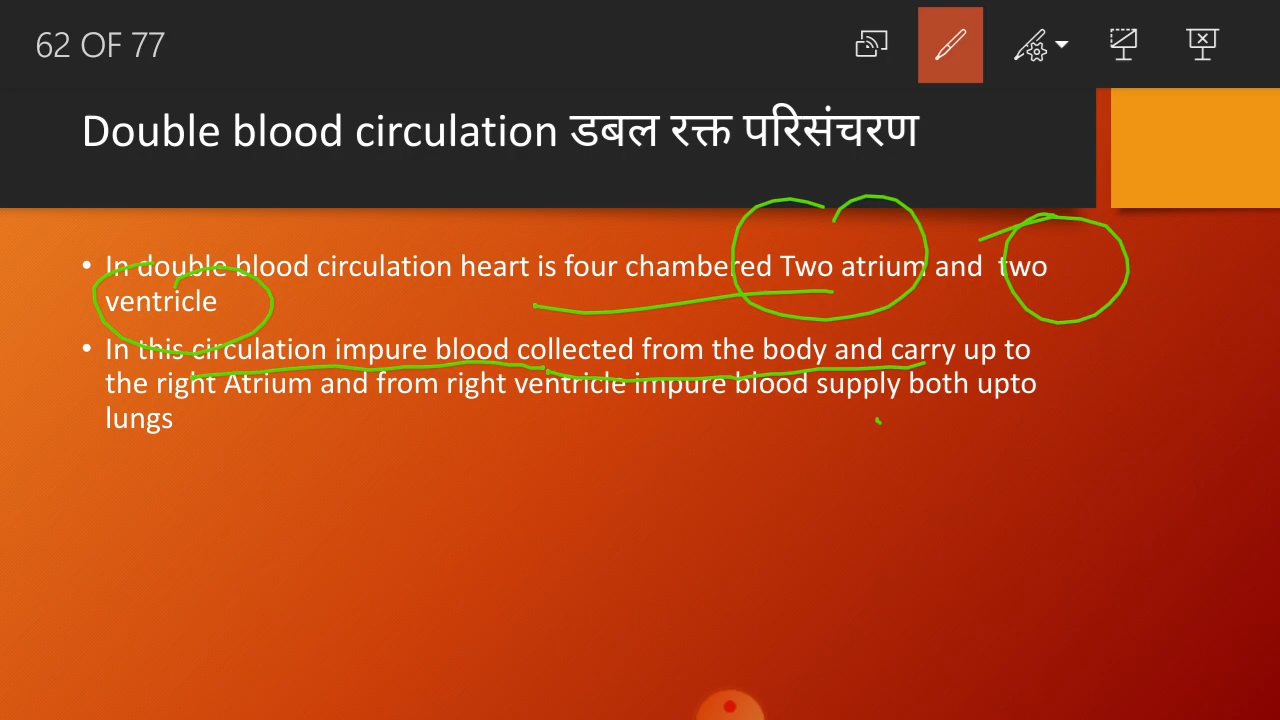 62 OF 77
Double blood circulation डबल रक्त परिसंचरण
• In double blood circulation heart is four chambered Two atrium and  two
ventricle
• In this circulation impure blood collected from the body and carry up to
the right Atrium and from right ventricle impure blood supply both upto
lungs